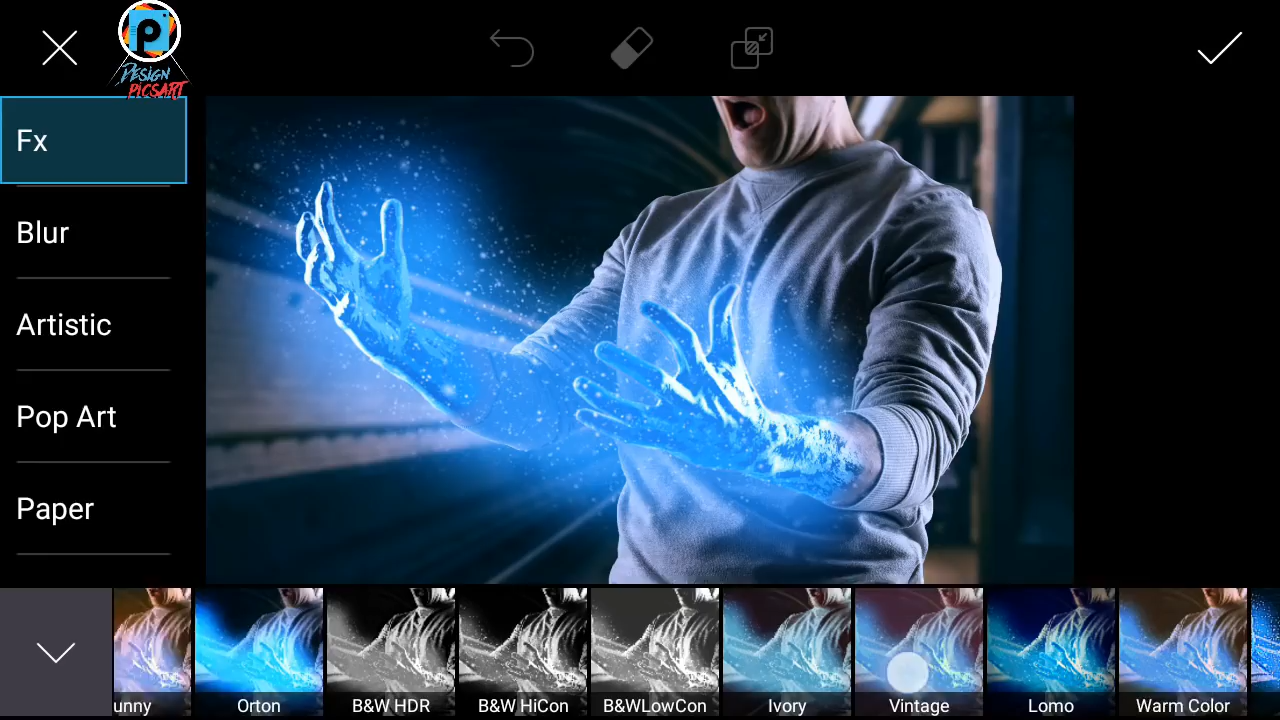 P
DESIGN
PICSART
Fx
Blur
Artistic
Pop Art
Paper
unny
Orton
B&W HDR
B&W HiCon
B&WLowCon
Ivory
Vintage
Lomo
Warm Color